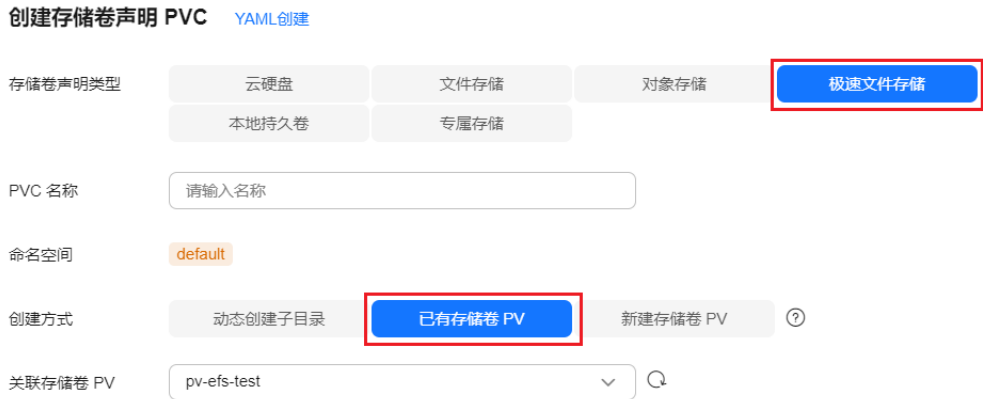 创建存储卷声明 PVC YAML创建
存储卷声明类型 云硬盘 文件存储 对象存储 极速文件存储
本地持久卷 专属存储
PVC 名称 请输入名称
命名空间 default
创建方式 动态创建子目录 已有存储卷 PV 新建存储卷 PV ?
关联存储卷 PV pv-efs-test